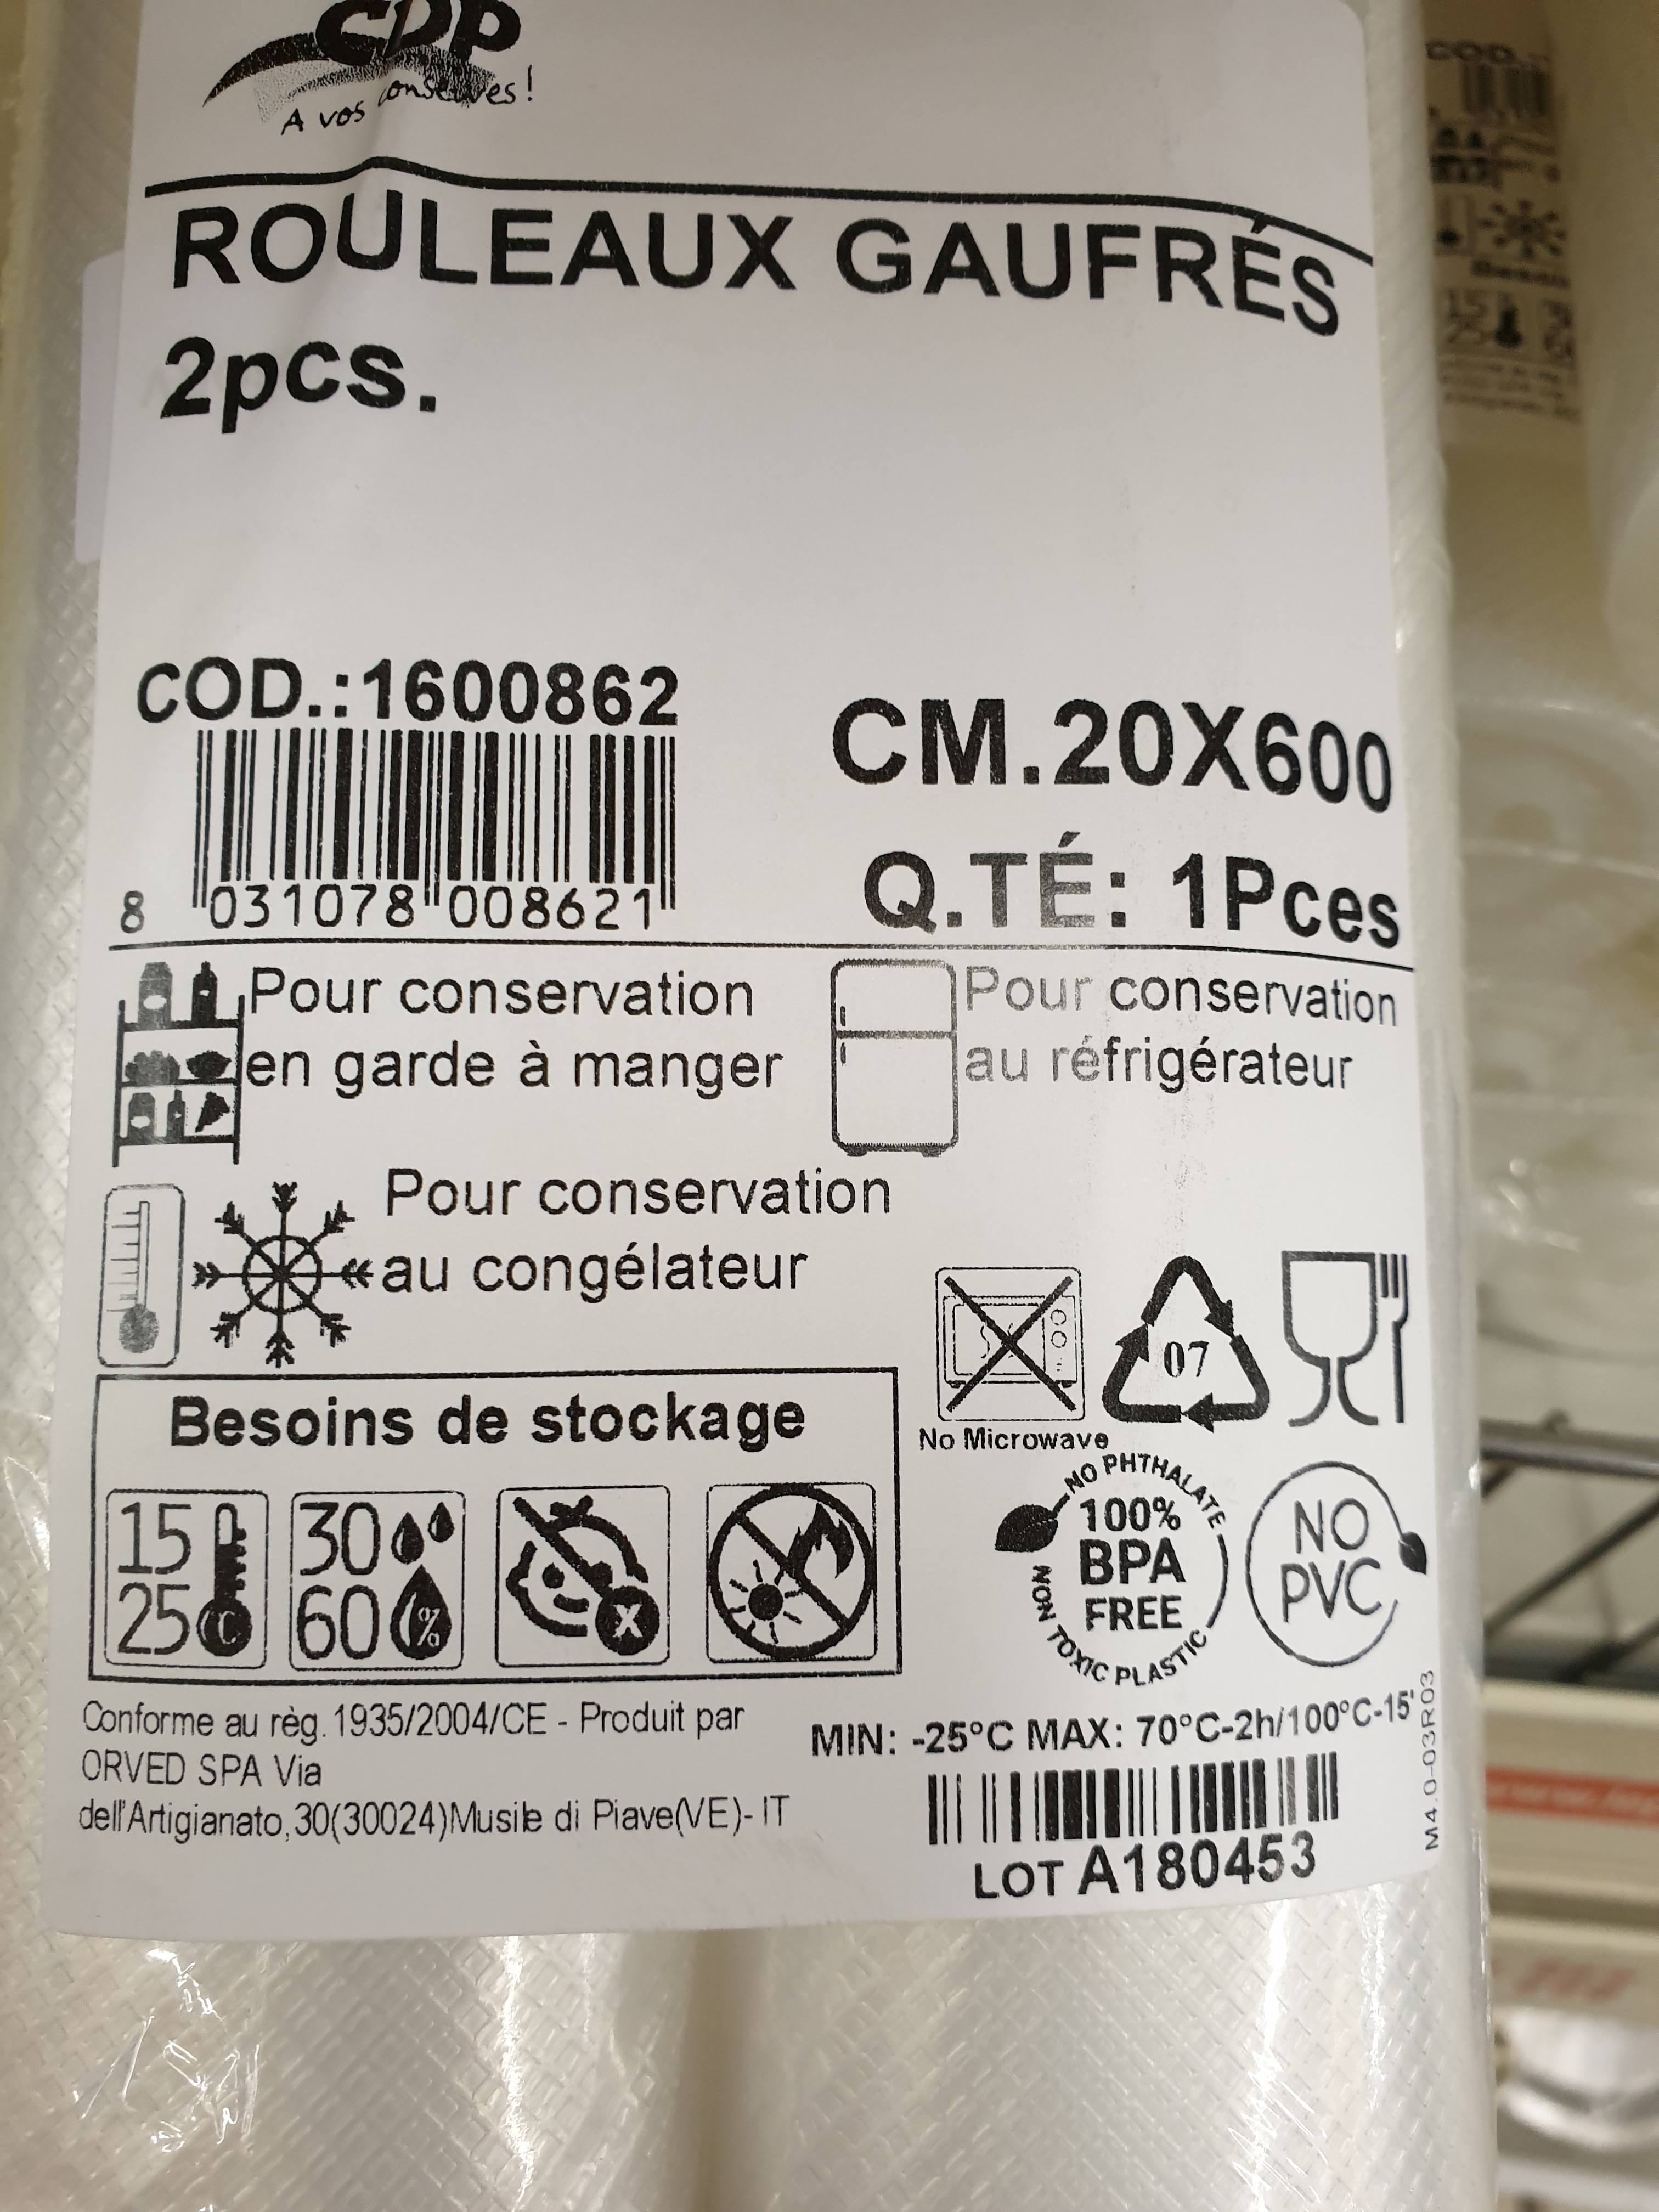 CDP
A vos conserves!
ROULEAUX GAUFRÉS
2pcs.
COD.:1600862
8 031078 008621
CM.20X600
Q.TÉ: 1Pces
Pour conservation
en garde à manger
Pour conservation
au réfrigérateur
Pour conservation
au congélateur
No Microwave
07
Besoins de stockage
15
25 °C
30
60 %
X
NO PHTHALATE
100%
BPA
FREE
NON TOXIC PLASTIC
NO
PVC
Conforme au règ. 1935/2004/CE - Produit par
ORVED SPA Via
dell'Artigianato,30(30024)Musile di Piave(VE)- IT
MIN: -25°C MAX: 70°C-2h/100°C-15'
LOT A180453
M4.0-03R03
COD.:
15
25